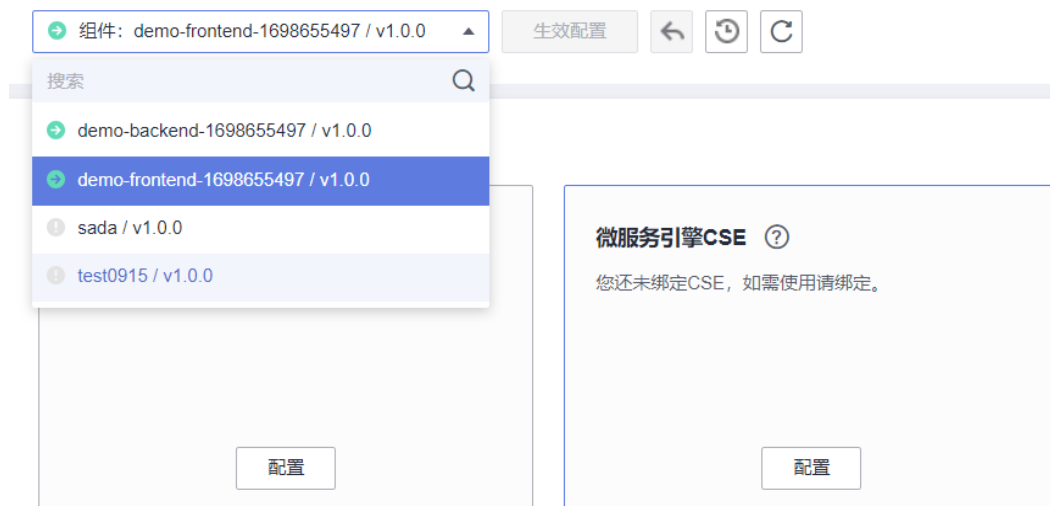 组件：demo-frontend-1698655497 / v1.0.0
生效配置
搜索
demo-backend-1698655497 / v1.0.0
demo-frontend-1698655497 / v1.0.0
sada / v1.0.0
test0915 / v1.0.0
微服务引擎CSE
您还未绑定CSE，如需使用请绑定。
配置
配置